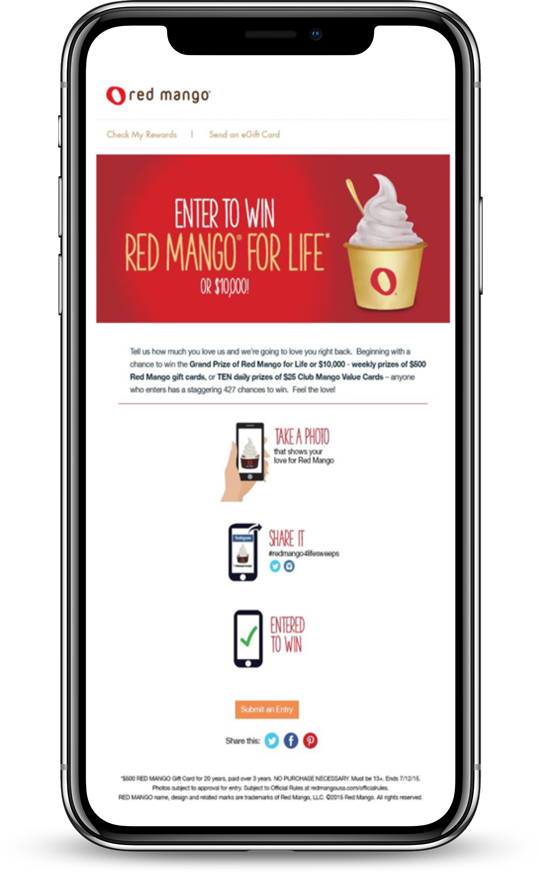 red mango
Check My Rewards | Send an eGift Card
ENTER TO WIN
RED MANGO® FOR LIFE*
OR $10,000!
Tell us how much you love us and we're going to love you right back. Beginning with a
chance to win the Grand Prize of Red Mango for Life or $10,000 - weekly prizes of $500
Red Mango gift cards, or TEN daily prizes of $25 Club Mango Value Cards – anyone
who enters has a staggering 427 chances to win. Feel the love!
TAKE A PHOTO
that shows your
love for Red Mango
SHARE IT
#redmango4lifesweeps
ENTERED
TO WIN
Submit an Entry
Share this:
*$500 RED MANGO Gift Card for 20 years, paid over 3 years. NO PURCHASE NECESSARY. Must be 13+. Ends 7/12/15.
Photos subject to approval for entry. Subject to Official Rules at redmangousa.com/officialrules.
RED MANGO name, design and related marks are trademarks of Red Mango, LLC. ©2015 Red Mango. All rights reserved.